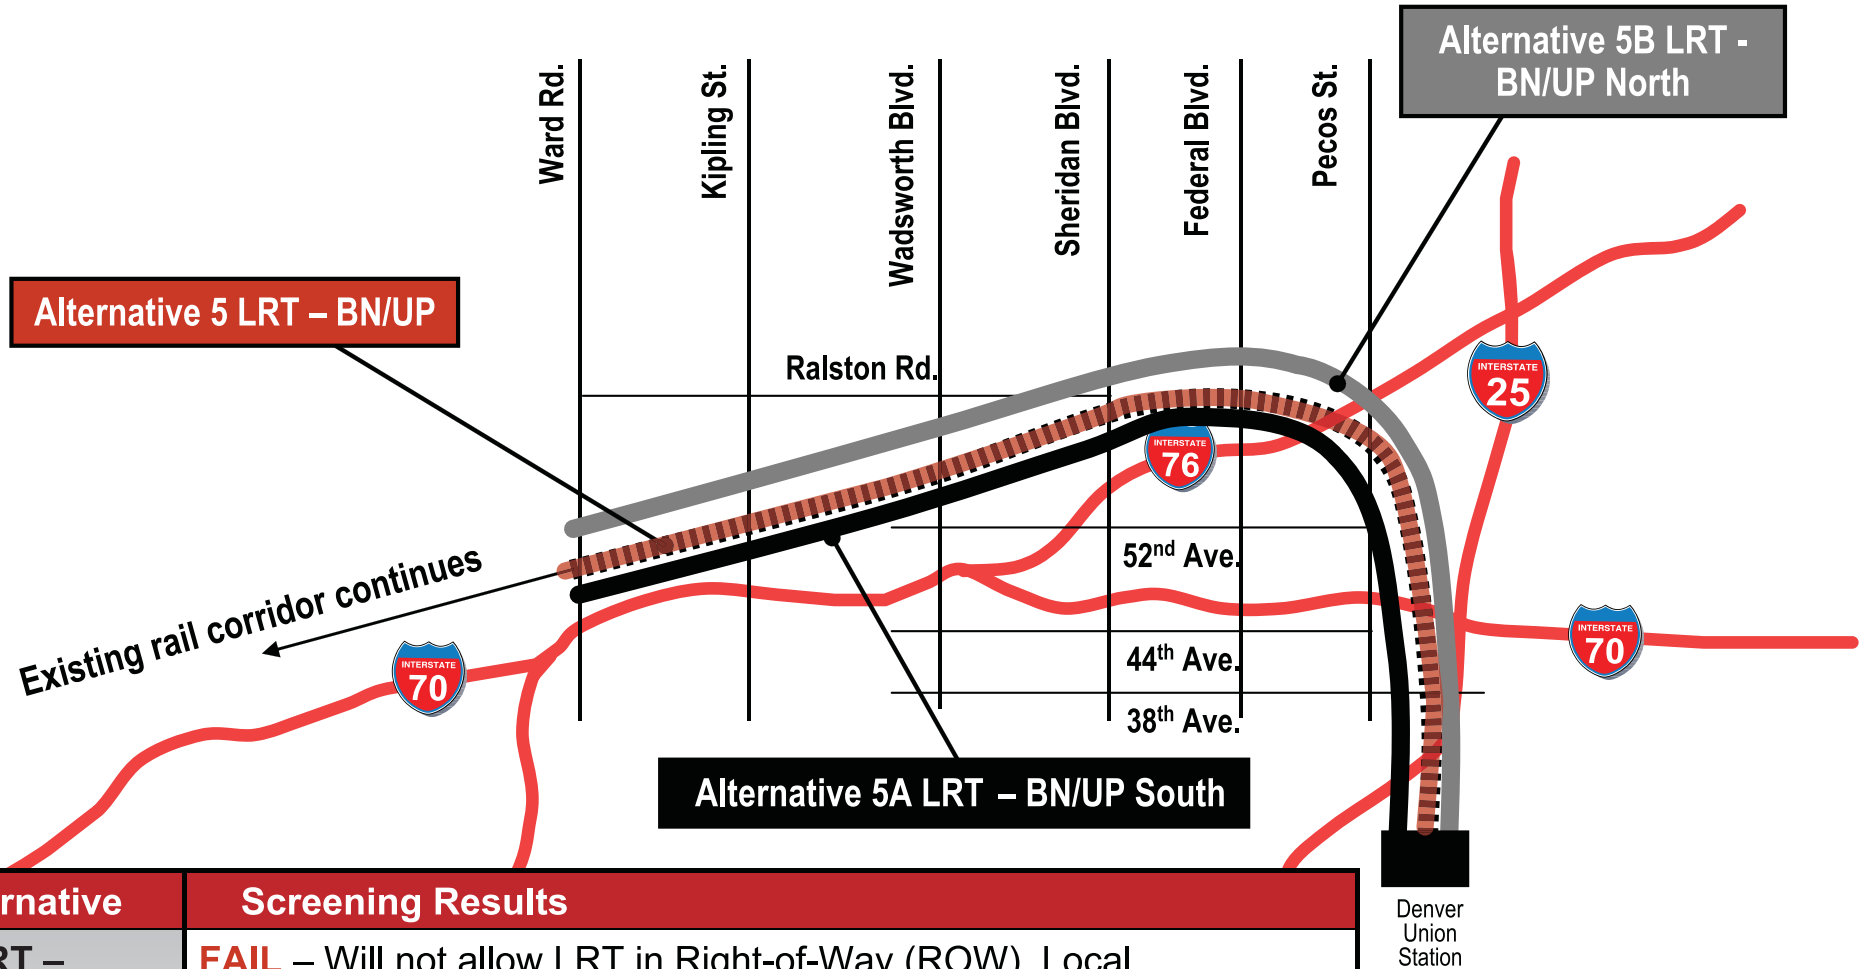 Alternative 5B LRT -
BN/UP North
Ward Rd.
Kipling St.
Wadsworth Blvd.
Sheridan Blvd.
Federal Blvd.
Pecos St.
Alternative 5 LRT – BN/UP
Ralston Rd.
INTERSTATE
25
INTERSTATE
76
52nd Ave.
Existing rail corridor continues
INTERSTATE
70
INTERSTATE
70
44th Ave.
38th Ave.
Alternative 5A LRT – BN/UP South
Denver
Union
Station
rnative
Screening Results
RT –
FAIL – Will not allow LRT in Right-of-Way (ROW). Local